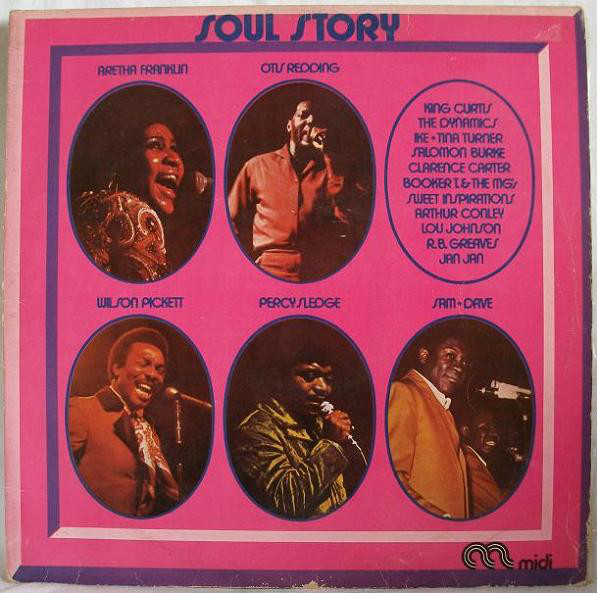 SOUL STORY
ARETHA FRANKLIN
OTIS REDDING
KING CURTIS
THE DYNAMICS
IKE + TINA TURNER
SALOMON BURKE
CLARENCE CARTER
BOOKER T. & THE MG's
SWEET INSPIRATIONS
ARTHUR CONLEY
LOU JOHNSON
R.B. GREAVES
JAN JAN
WILSON PICKETT
PERCY SLEDGE
SAM + DAVE
midi